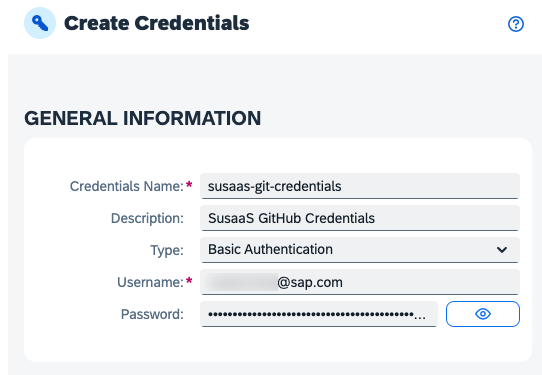 Create Credentials
GENERAL INFORMATION
Credentials Name:* susaas-git-credentials
Description: SusaaS GitHub Credentials
Type: Basic Authentication
Username:* @sap.com
Password: ••••••••••••••••••••••••••••••••••••••••••...